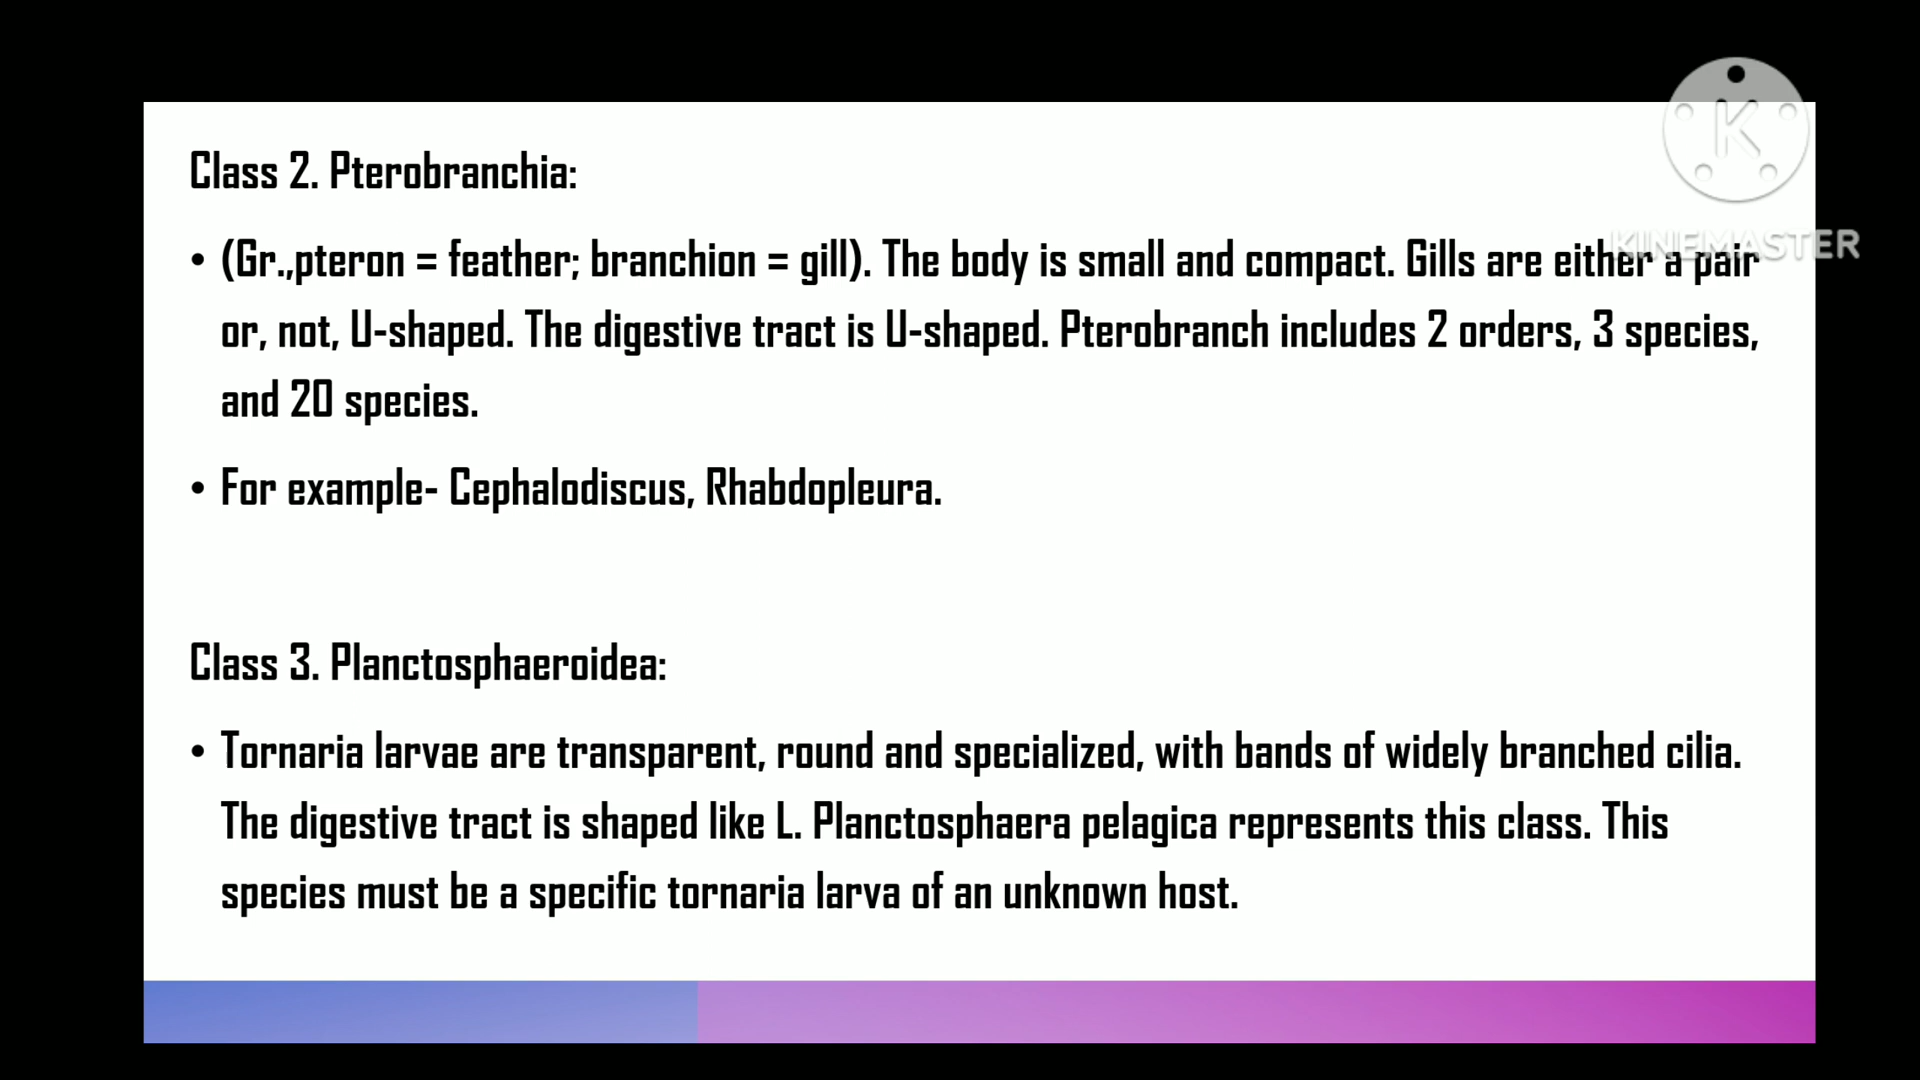 Class 2. Pterobranchia:
• (Gr.,pteron = feather; branchion = gill). The body is small and compact. Gills are either a pair
or, not, U-shaped. The digestive tract is U-shaped. Pterobranch includes 2 orders, 3 species,
and 20 species.
• For example- Cephalodiscus, Rhabdopleura.
Class 3. Planctosphaeroidea:
• Tornaria larvae are transparent, round and specialized, with bands of widely branched cilia.
The digestive tract is shaped like L. Planctosphaera pelagica represents this class. This
species must be a specific tornaria larva of an unknown host.
K
KINEMASTER